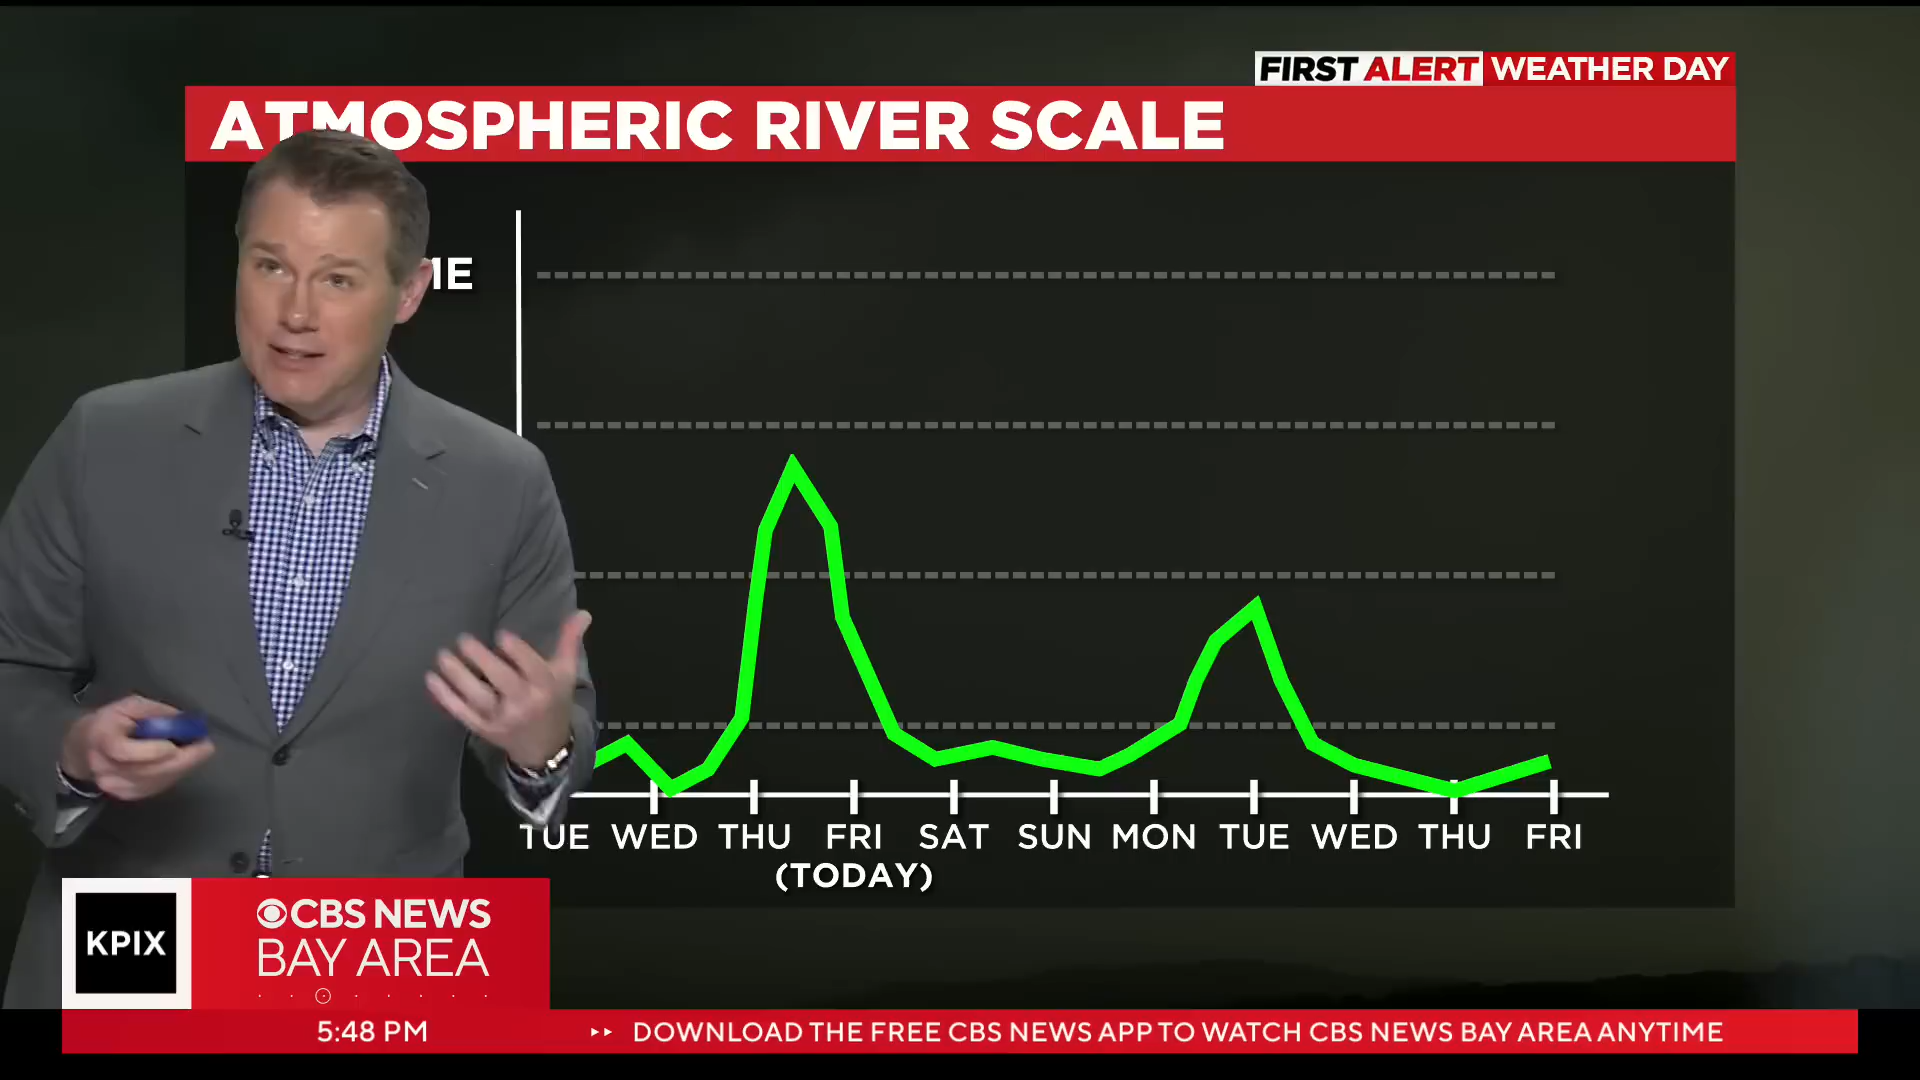 FIRST ALERT WEATHER DAY
ATMOSPHERIC RIVER SCALE
TUE WED THU FRI SAT SUN MON TUE WED THU FRI
(TODAY)
KPIX
CBS NEWS
BAY AREA
5:48 PM
DOWNLOAD THE FREE CBS NEWS APP TO WATCH CBS NEWS BAY AREA ANYTIME